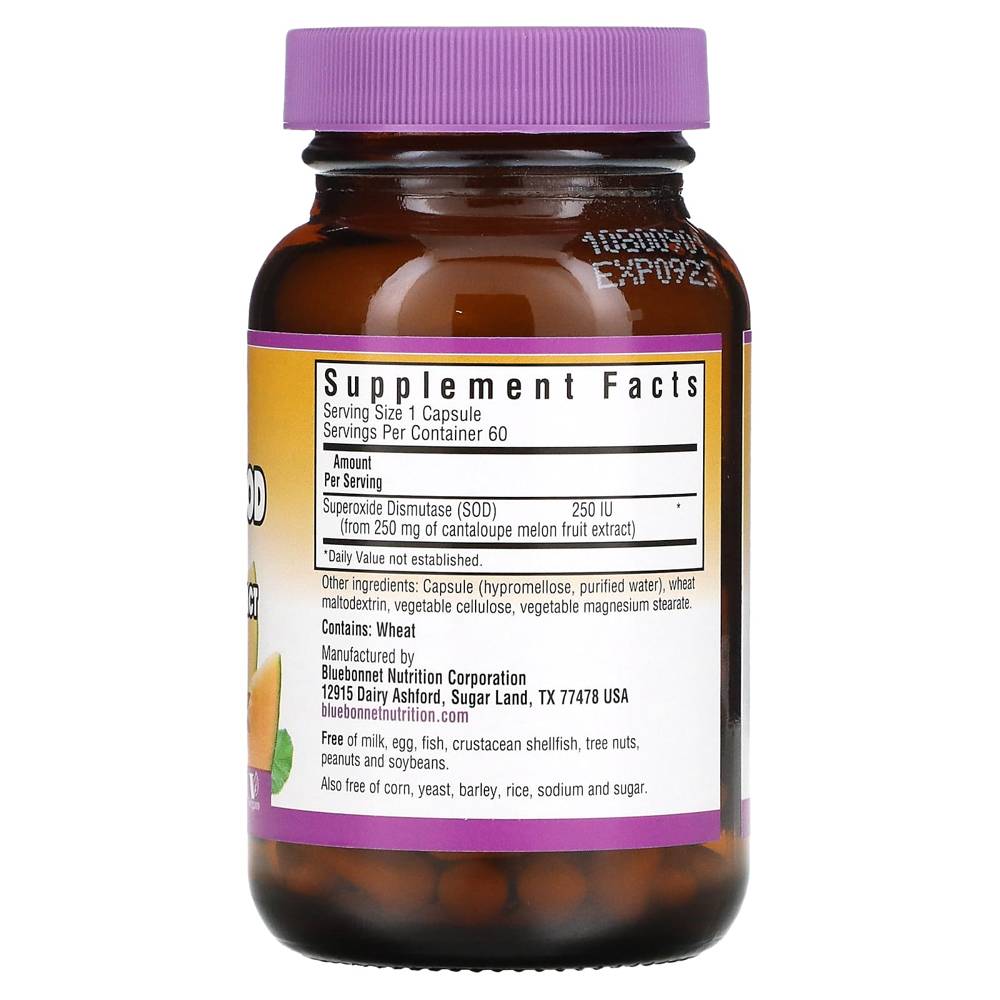 EXP0923
Supplement Facts
Serving Size 1 Capsule
Servings Per Container 60
Amount
Per Serving
Superoxide Dismutase (SOD) 250 IU *
(from 250 mg of cantaloupe melon fruit extract)
*Daily Value not established.
Other ingredients: Capsule (hypromellose, purified water), wheat
maltodextrin, vegetable cellulose, vegetable magnesium stearate.
Contains: Wheat
Manufactured by
Bluebonnet Nutrition Corporation
12915 Dairy Ashford, Sugar Land, TX 77478 USA
bluebonnetnutrition.com
Free of milk, egg, fish, crustacean shellfish, tree nuts,
peanuts and soybeans.
Also free of corn, yeast, barley, rice, sodium and sugar.